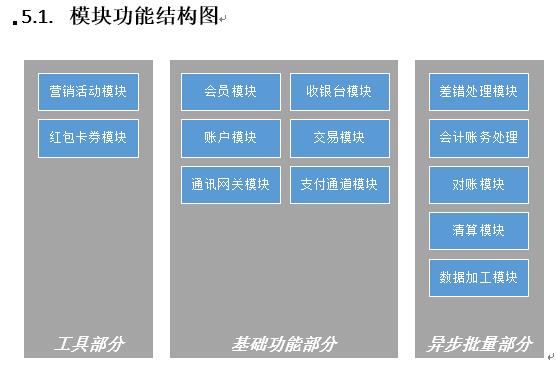 5.1. 模块功能结构图
营销活动模块
红包卡券模块
工具部分
会员模块 收银台模块
账户模块 交易模块
通讯网关模块 支付通道模块
基础功能部分
差错处理模块
会计账务处理
对账模块
清算模块
数据加工模块
异步批量部分